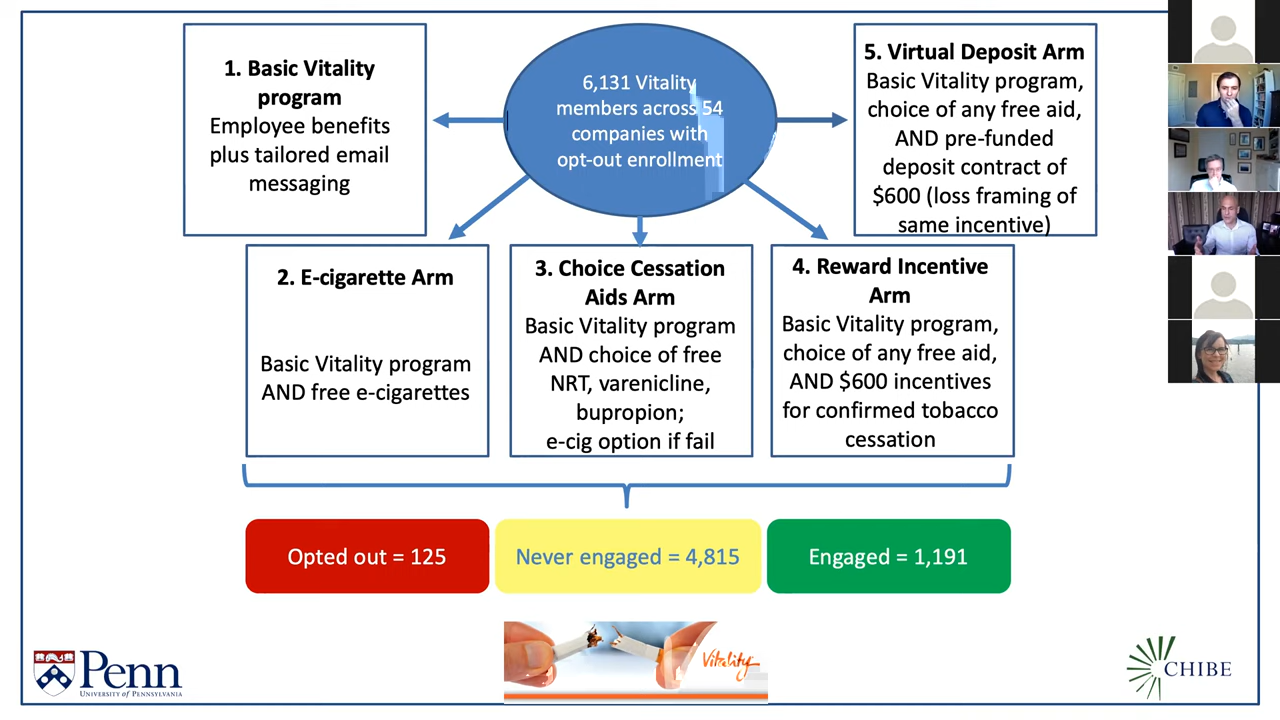 1. Basic Vitality
program
Employee benefits
plus tailored email
messaging
6,131 Vitality
members across 54
companies with
opt-out enrollment
5. Virtual Deposit Arm
Basic Vitality program,
choice of any free aid,
AND pre-funded
deposit contract of
$600 (loss framing of
same incentive)
2. E-cigarette Arm
Basic Vitality program
AND free e-cigarettes
3. Choice Cessation
Aids Arm
Basic Vitality program
AND choice of free
NRT, varenicline,
bupropion;
e-cig option if fail
4. Reward Incentive
Arm
Basic Vitality program,
choice of any free aid,
AND $600 incentives
for confirmed tobacco
cessation
Opted out = 125
Never engaged = 4,815
Engaged = 1,191
Penn
UNIVERSITY of PENNSYLVANIA
Vitality
CHIBE